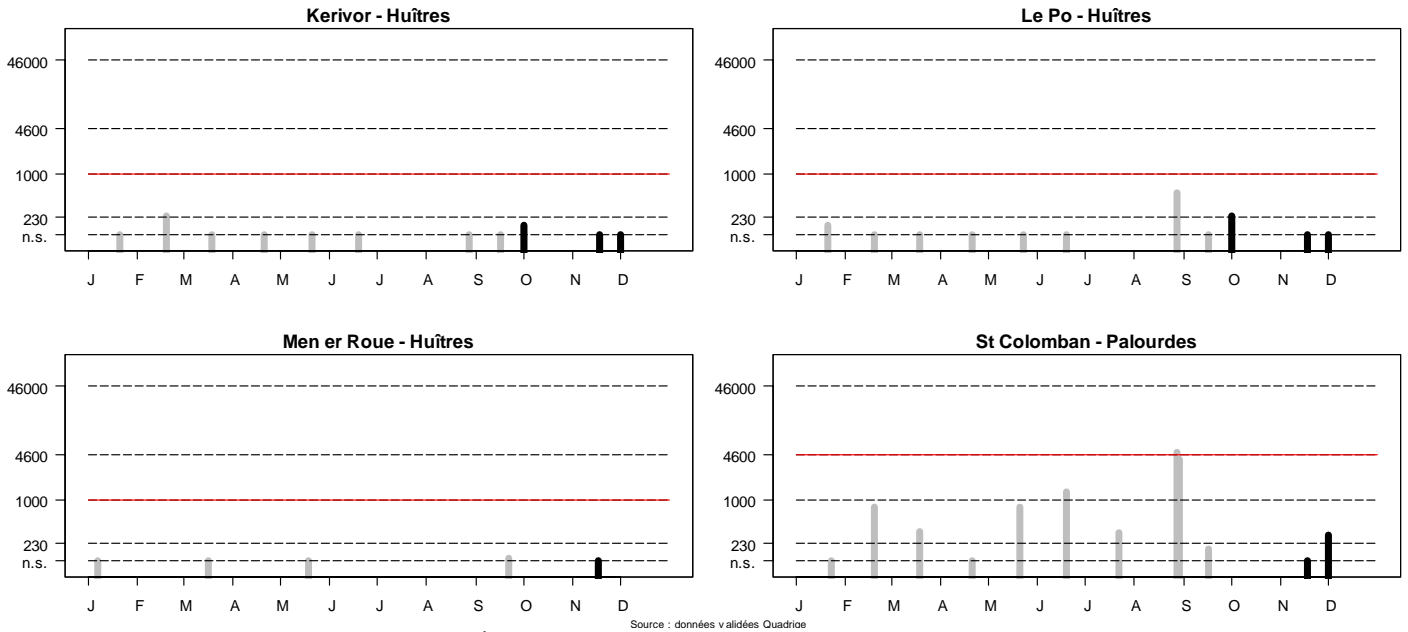 Kerivor - Huîtres
46000
4600
1000
230
n.s.
J F M A M J J A S O N D
Le Po - Huîtres
46000
4600
1000
230
n.s.
J F M A M J J A S O N D
Men er Roue - Huîtres
46000
4600
1000
230
n.s.
J F M A M J J A S O N D
St Colomban - Palourdes
46000
4600
1000
230
n.s.
J F M A M J J A S O N D
Source : données validées Quadrige